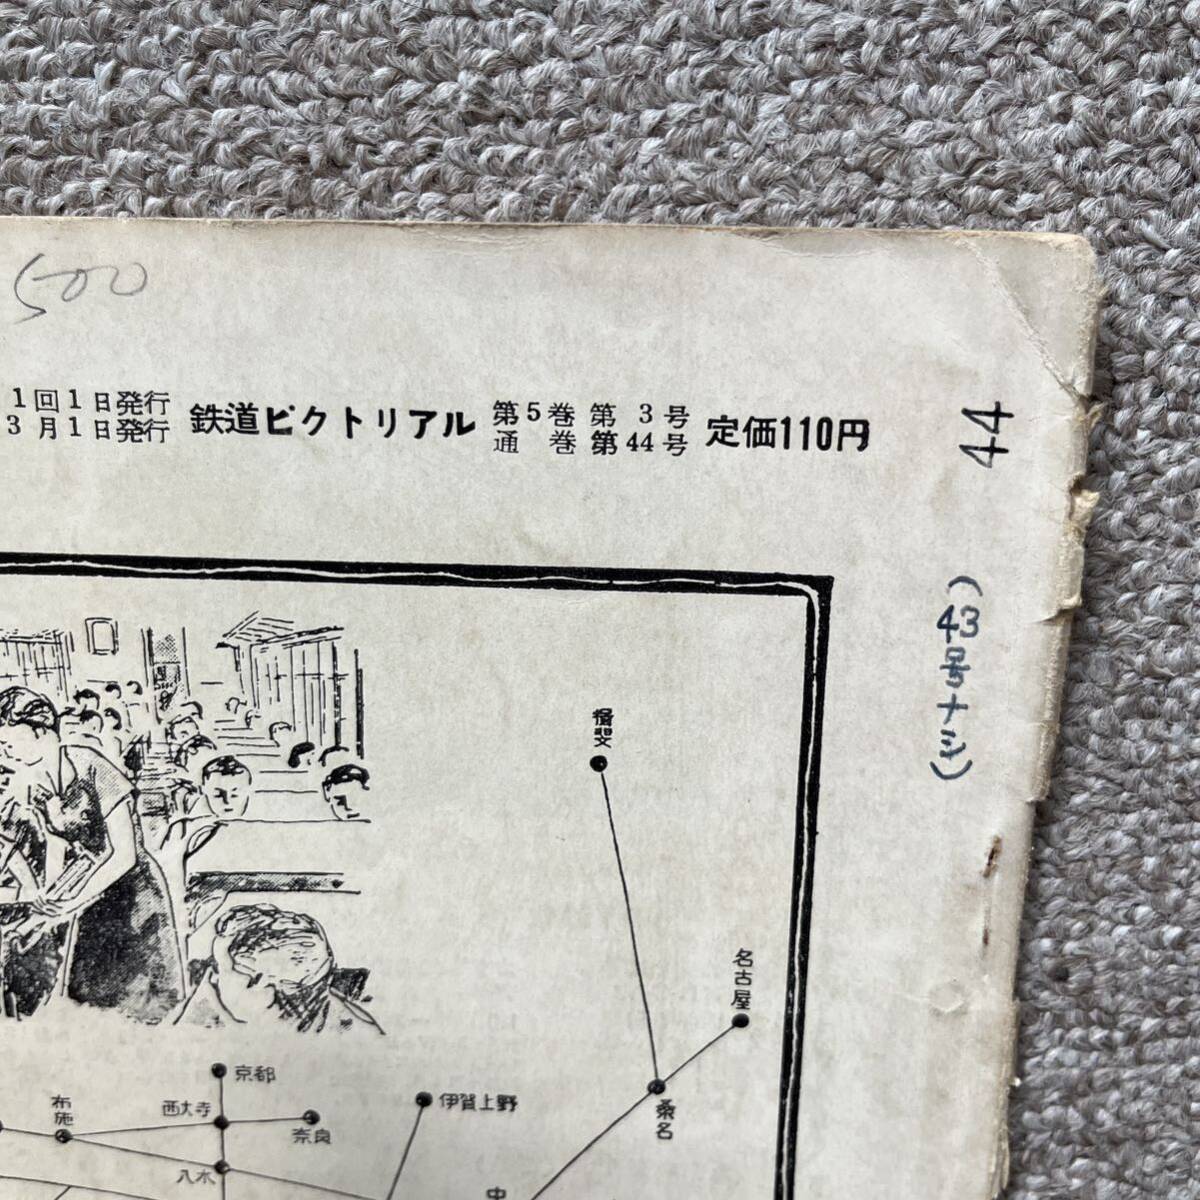 500
1回1日発行
3月1日発行
鉄道ピクトリアル
第5巻 第 3号
通 巻 第44号
定価110円
44
(43号ナシ)
揖斐
名古屋
桑名
京都
西大寺
奈良
八木
布施
伊賀上野
中